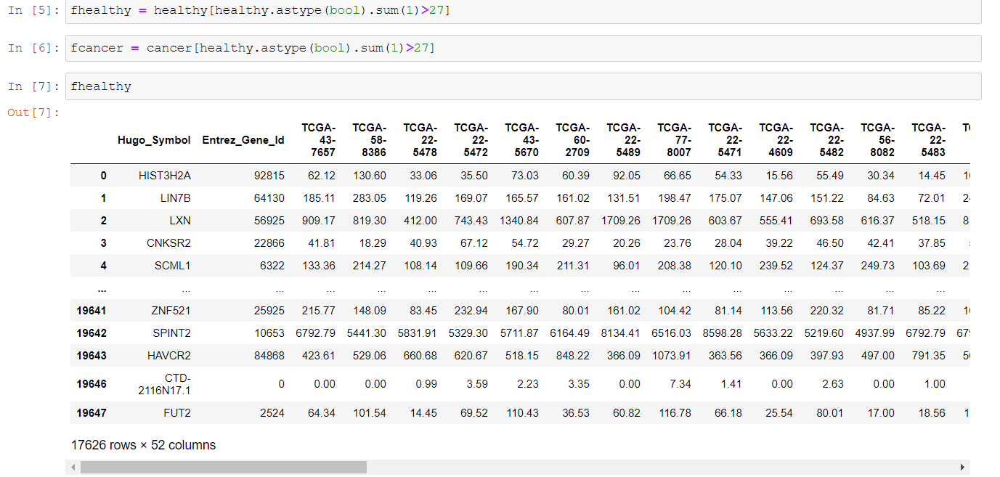 In [5]: fhealthy = healthy[healthy.astype(bool).sum(1)>27]
In [6]: fcancer = cancer[healthy.astype(bool).sum(1)>27]
In [7]: fhealthy
Out[7]:
Hugo_Symbol Entrez_Gene_Id TCGA-43-7657 TCGA-58-8386 TCGA-22-5478 TCGA-22-5472 TCGA-43-5670 TCGA-60-2709 TCGA-22-5489 TCGA-77-8007 TCGA-22-5471 TCGA-22-4609 TCGA-22-5482 TCGA-56-8082 TCGA-22-5483
0 HIST3H2A 92815 62.12 130.60 33.06 35.50 73.03 60.39 92.05 66.65 54.33 15.56 55.49 30.34 14.45
1 LIN7B 64130 185.11 283.05 119.26 169.07 165.57 161.02 131.51 198.47 175.07 147.06 151.22 84.63 72.01
2 LXN 56925 909.17 819.30 412.00 743.43 1340.84 607.87 1709.26 1709.26 603.67 555.41 693.58 616.37 518.15
3 CNKSR2 22866 41.81 18.29 40.93 67.12 54.72 29.27 20.26 23.76 28.04 39.22 46.50 42.41 37.85
4 SCML1 6322 133.36 214.27 108.14 109.66 190.34 211.31 96.01 208.38 120.10 239.52 124.37 249.73 103.69
... ... ... ... ... ... ... ... ... ... ... ... ... ... ... ...
19641 ZNF521 25925 215.77 148.09 83.45 232.94 167.90 80.01 161.02 104.42 81.14 113.56 220.32 81.71 85.22
19642 SPINT2 10653 6792.79 5441.30 5831.91 5329.30 5711.87 6164.49 8134.41 6516.03 8598.28 5633.22 5219.60 4937.99 6792.79
19643 HAVCR2 84868 423.61 529.06 660.68 620.67 518.15 848.22 366.09 1073.91 363.56 366.09 397.93 497.00 791.35
19646 CTD-2116N17.1 0 0.00 0.00 0.99 3.59 2.23 3.35 0.00 7.34 1.41 0.00 2.63 0.00 1.00
19647 FUT2 2524 64.34 101.54 14.45 69.52 110.43 36.53 60.82 116.78 66.18 25.54 80.01 17.00 18.56
17626 rows × 52 columns